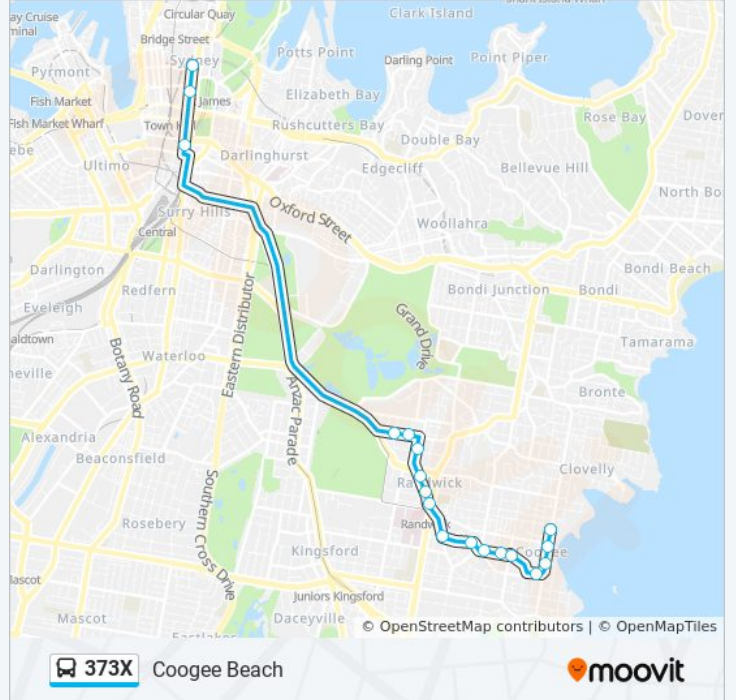 Circular Quay
Clark Island
ay Cruise
minal
Bridge Street
Potts Point
Darling Point
Point Piper
Pyrmont
Sydney
Elizabeth Bay
Fish Market
James
Rose Bay
Dover
Fish Market Wharf
Town Hall
Rushcutters Bay
Double Bay
ebe
Darlinghurst
Edgecliff
Bellevue Hill
Ultimo
North Bo
Oxford Street
Surry Hills
Woollahra
Central
Darlington
Bondi Beach
Redfern
Bondi Junction
Bondi
Eveleigh
Eastern Distributor
Grand Drive
aldtown
Tamarama
Botany Road
Waterloo
neville
Anzac Parade
Bronte
Alexandria
Beaconsfield
Clovelly
Southern Cross Drive
Randwick
Rosebery
Randwick
Kingsford
Coogee
lascot
Juniors Kingsford
Mascot
Daceyville
Eastlakes
© OpenStreetMap contributors | © OpenMapTiles
373X Coogee Beach
moovit